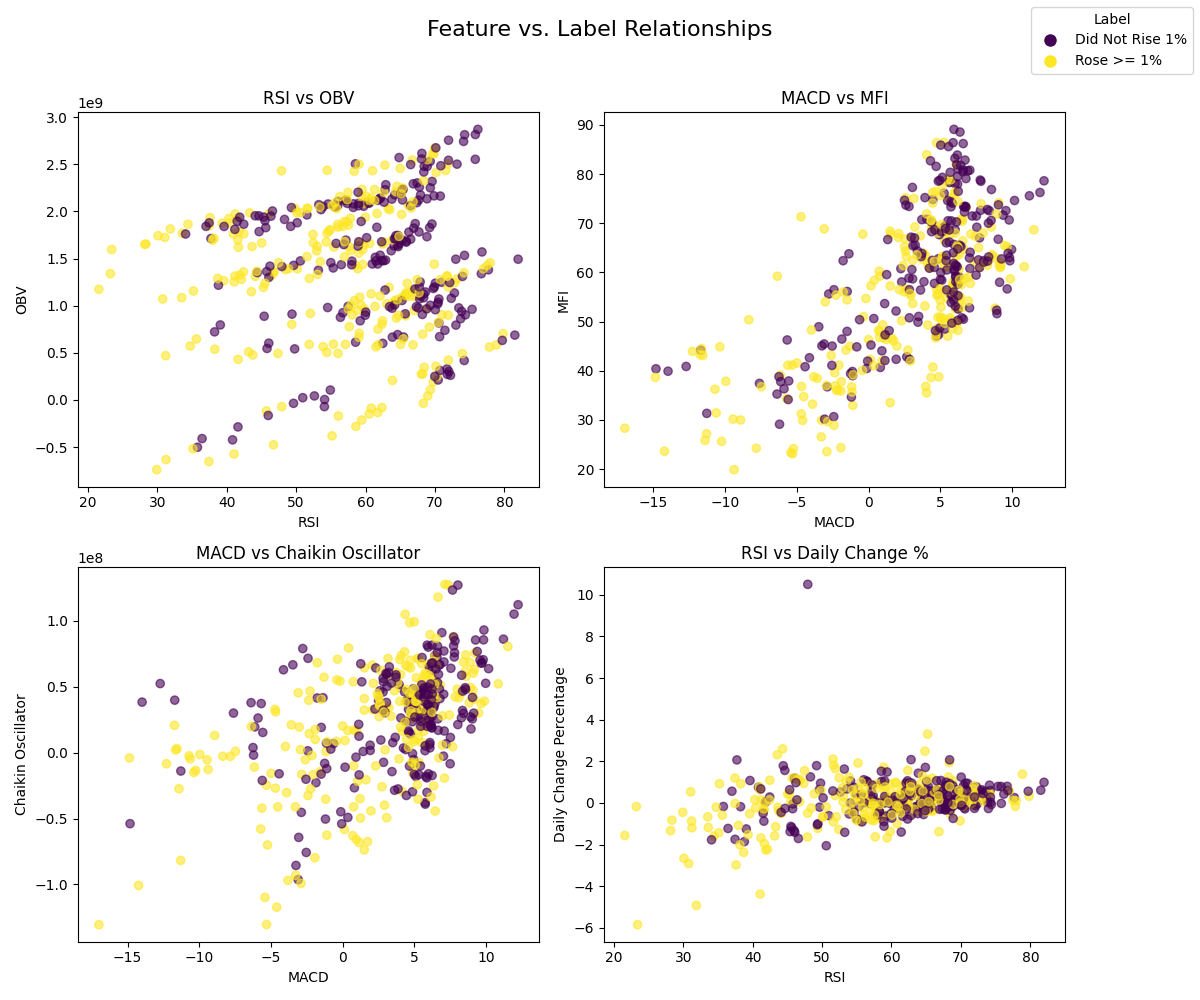 Feature vs. Label Relationships
Label
Did Not Rise 1%
Rose >= 1%
RSI vs OBV
1e9
3.0
2.5
2.0
1.5
1.0
0.5
0.0
−0.5
OBV
20 30 40 50 60 70 80
RSI
MACD vs MFI
90
80
70
60
50
40
30
20
MFI
−15 −10 −5 0 5 10
MACD
MACD vs Chaikin Oscillator
1e8
1.0
0.5
0.0
−0.5
−1.0
Chaikin Oscillator
−15 −10 −5 0 5 10
MACD
RSI vs Daily Change %
10
8
6
4
2
0
−2
−4
−6
Daily Change Percentage
20 30 40 50 60 70 80
RSI